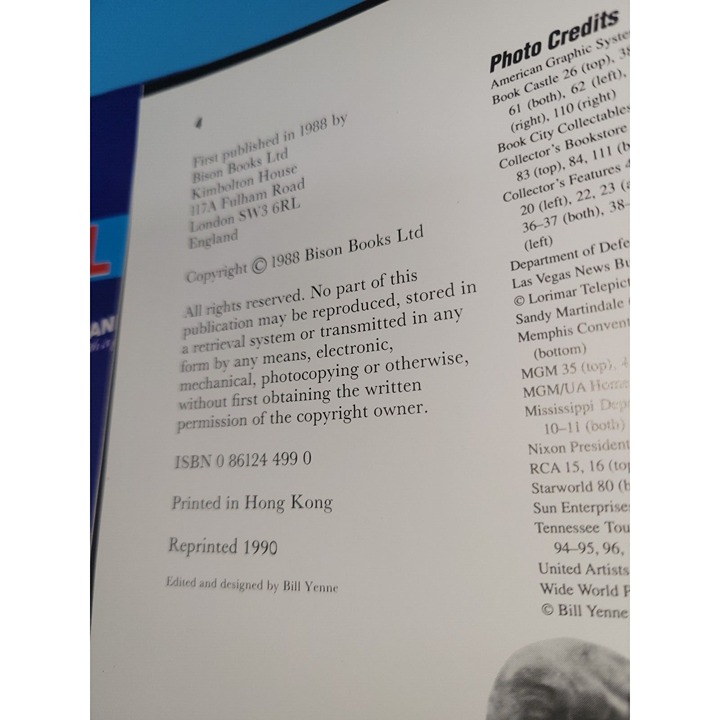 4
First published in 1988 by
Bison Books Ltd
Kimbolton House
117A Fulham Road
London SW3 6RL
England
Copyright © 1988 Bison Books Ltd
All rights reserved. No part of this
publication may be reproduced, stored in
a retrieval system or transmitted in any
form by any means, electronic,
mechanical, photocopying or otherwise,
without first obtaining the written
permission of the copyright owner.
ISBN 0 86124 499 0
Printed in Hong Kong
Reprinted 1990
Edited and designed by Bill Yenne
Photo Credits
American Graphic Syste
Book Castle 26 (top), 38
61 (both), 62 (left),
(right), 110 (right)
Book City Collectables
Collector's Bookstore
83 (top), 84, 111 (b
Collector's Features 4
20 (left), 22, 23 (
36–37 (both), 38–
(left)
Department of Defe
Las Vegas News Bu
© Lorimar Telepict
Sandy Martindale
Memphis Convent
(bottom)
MGM 35 (top), 4
MGM/UA Home
Mississippi Dep
10–11 (both)
Nixon President
RCA 15, 16 (top
Starworld 80 (b
Sun Enterprise
Tennessee Tou
94–95, 96,
United Artists
Wide World P
© Bill Yenne
L
AN